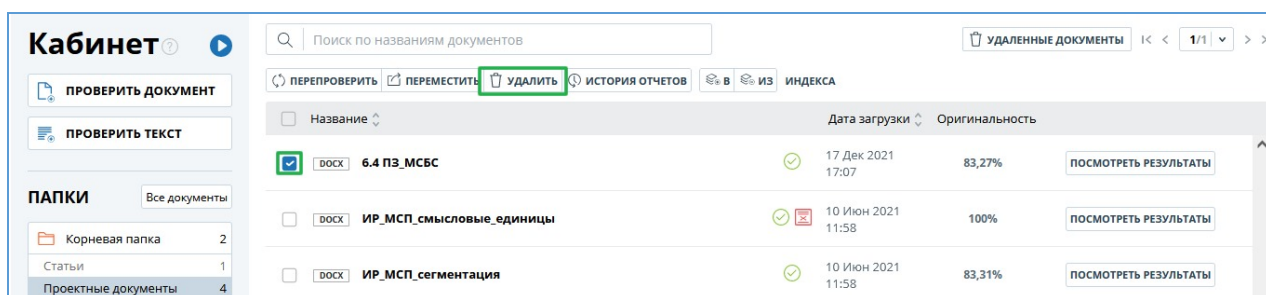 Кабинет
ПРОВЕРИТЬ ДОКУМЕНТ
ПРОВЕРИТЬ ТЕКСТ
ПАПКИ Все документы
Корневая папка 2
Статьи 1
Проектные документы 4
Поиск по названиям документов
УДАЛЕННЫЕ ДОКУМЕНТЫ 1/1
ПЕРЕПРОВЕРИТЬ ПЕРЕМЕСТИТЬ УДАЛИТЬ ИСТОРИЯ ОТЧЕТОВ В ИЗ ИНДЕКСА
Название Дата загрузки Оригинальность
DOCX 6.4 ПЗ_МСБС 17 Дек 2021 83,27% ПОСМОТРЕТЬ РЕЗУЛЬТАТЫ
17:07
DOCX ИР_МСП_смысловые_единицы 10 Июн 2021 100% ПОСМОТРЕТЬ РЕЗУЛЬТАТЫ
11:58
DOCX ИР_МСП_сегментация 10 Июн 2021 83,31% ПОСМОТРЕТЬ РЕЗУЛЬТАТЫ
11:58